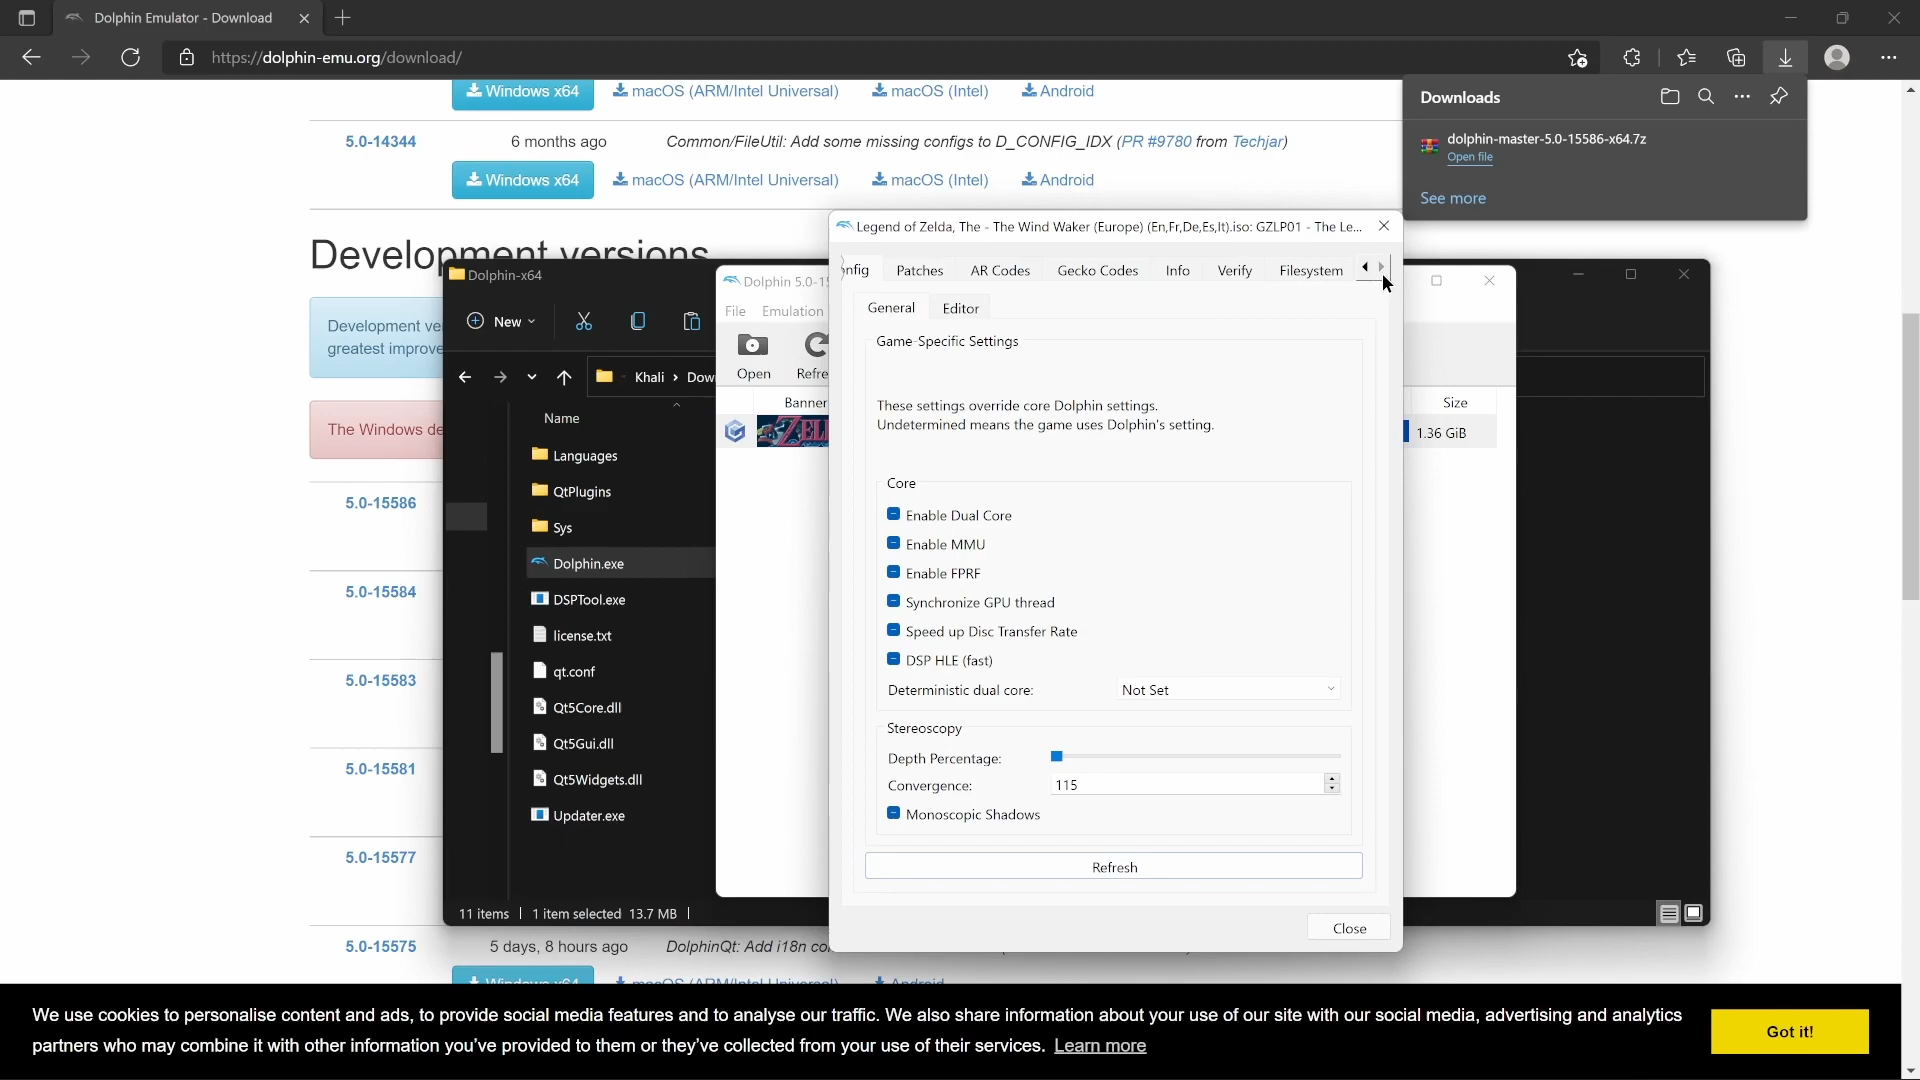 Dolphin Emulator - Download
https://dolphin-emu.org/download/
Windows x64 macOS (ARM/Intel Universal) macOS (Intel) Android
5.0-14344 6 months ago Common/FileUtil: Add some missing configs to D_CONFIG_IDX (PR #9780 from Techjar)
Windows x64 macOS (ARM/Intel Universal) macOS (Intel) Android
Downloads
dolphin-master-5.0-15586-x64.7z
Open file
See more
Development versions
Development ve
greatest improve
The Windows de
5.0-15586
5.0-15584
5.0-15583
5.0-15581
5.0-15577
5.0-15575 5 days, 8 hours ago DolphinQt: Add i18n co
Windows x64 macOS (ARM/Intel Universal) Android
Dolphin-x64
New
Khali > Dow
Name
Languages
QtPlugins
Sys
Dolphin.exe
DSPTool.exe
license.txt
qt.conf
Qt5Core.dll
Qt5Gui.dll
Qt5Widgets.dll
Updater.exe
11 items 1 item selected 13.7 MB
Dolphin 5.0-15
File Emulation
Open Refre
Banner Size
ZEL 1.36 GiB
Legend of Zelda, The - The Wind Waker (Europe) (En,Fr,De,Es,It).iso: GZLP01 - The Le...
onfig Patches AR Codes Gecko Codes Info Verify Filesystem
General Editor
Game-Specific Settings
These settings override core Dolphin settings.
Undetermined means the game uses Dolphin's setting.
Core
Enable Dual Core
Enable MMU
Enable FPRF
Synchronize GPU thread
Speed up Disc Transfer Rate
DSP HLE (fast)
Deterministic dual core: Not Set
Stereoscopy
Depth Percentage:
Convergence: 115
Monoscopic Shadows
Refresh
Close
We use cookies to personalise content and ads, to provide social media features and to analyse our traffic. We also share information about your use of our site with our social media, advertising and analytics
partners who may combine it with other information you've provided to them or they've collected from your use of their services. Learn more
Got it!